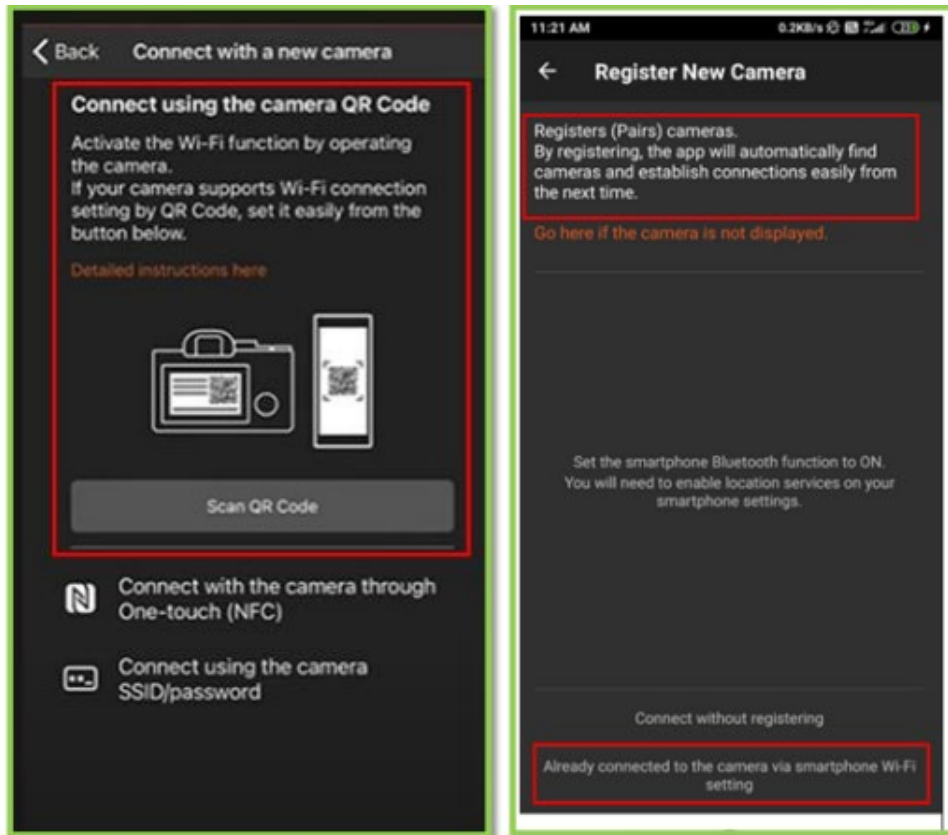 Back
Connect with a new camera
Connect using the camera QR Code
Activate the Wi-Fi function by operating
the camera.
If your camera supports Wi-Fi connection
setting by QR Code, set it easily from the
button below.
Detailed instructions here
Scan QR Code
Connect with the camera through
One-touch (NFC)
Connect using the camera
SSID/password
11:21 AM
0.2KB/s
Register New Camera
Registers (Pairs) cameras.
By registering, the app will automatically find
cameras and establish connections easily from
the next time.
Go here if the camera is not displayed.
Set the smartphone Bluetooth function to ON.
You will need to enable location services on your
smartphone settings.
Connect without registering
Already connected to the camera via smartphone Wi-Fi
setting